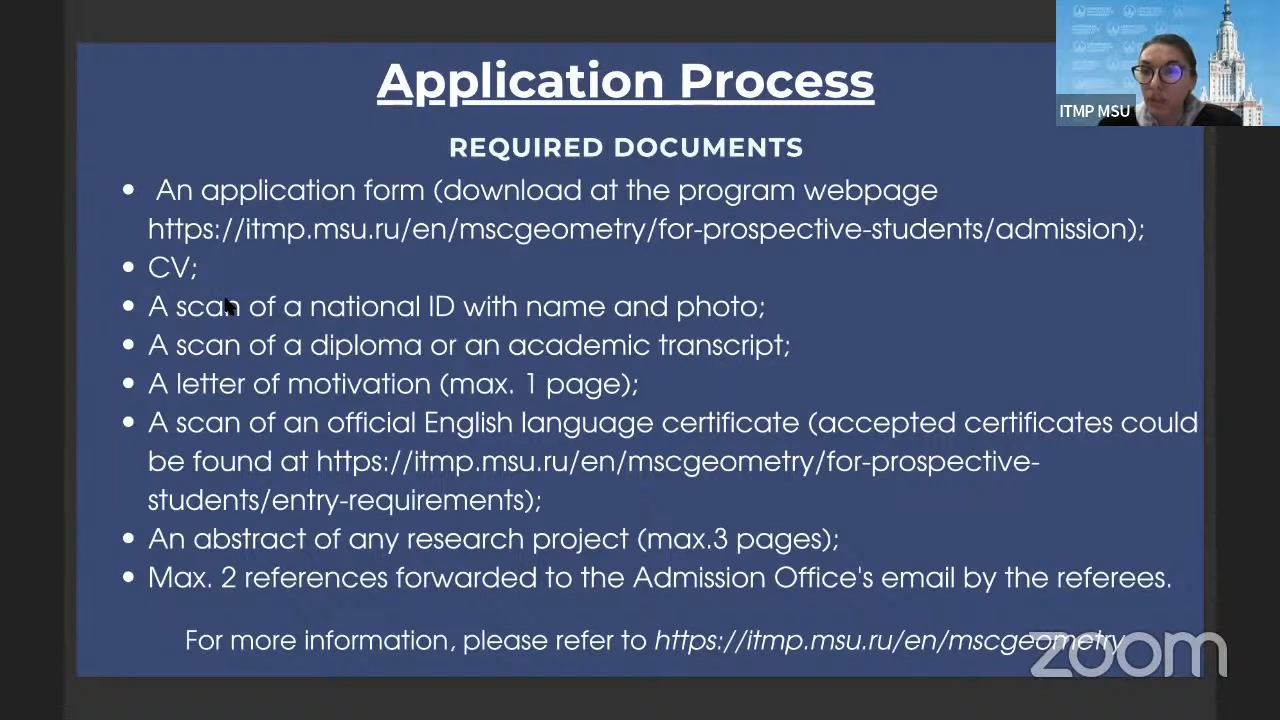 Application Process
ITMP MSU
REQUIRED DOCUMENTS
• An application form (download at the program webpage
https://itmp.msu.ru/en/mscgeometry/for-prospective-students/admission);
• CV;
• A scan of a national ID with name and photo;
• A scan of a diploma or an academic transcript;
• A letter of motivation (max. 1 page);
• A scan of an official English language certificate (accepted certificates could
be found at https://itmp.msu.ru/en/mscgeometry/for-prospective-
students/entry-requirements);
• An abstract of any research project (max.3 pages);
• Max. 2 references forwarded to the Admission Office's email by the referees.
For more information, please refer to https://itmp.msu.ru/en/mscgeometry
zoom